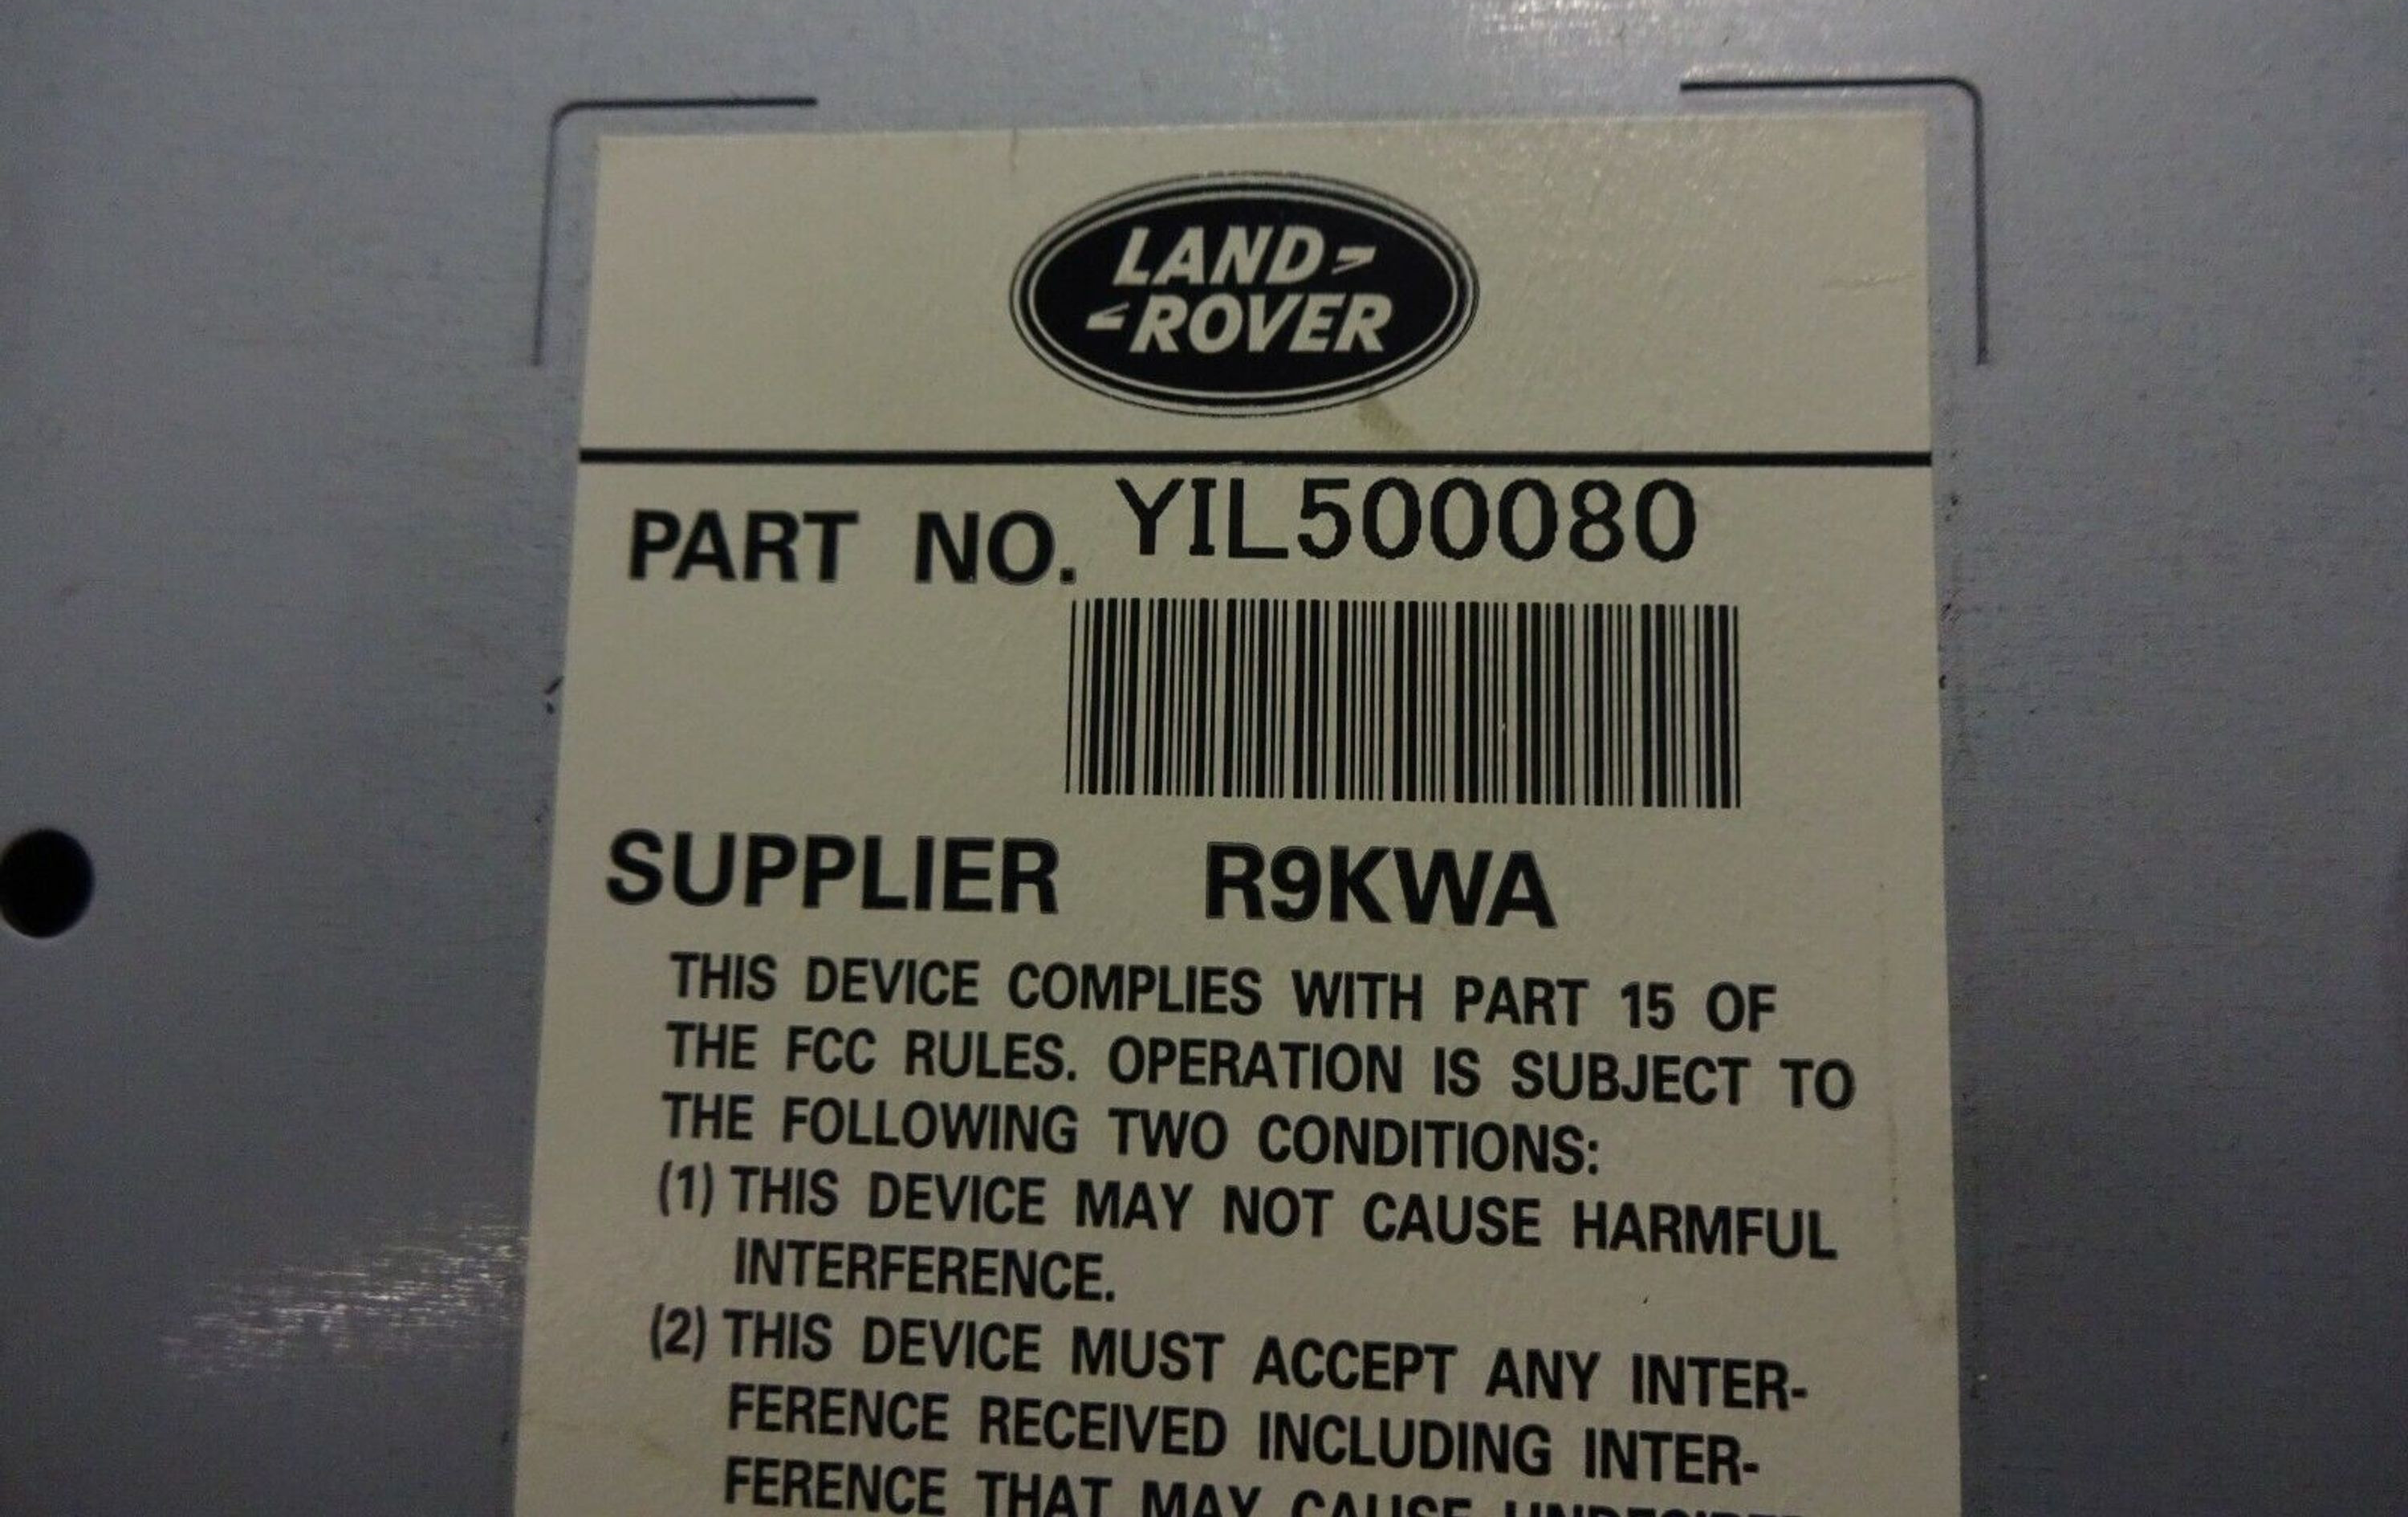 LAND-
-ROVER
PART NO. YIL500080
SUPPLIER R9KWA
THIS DEVICE COMPLIES WITH PART 15 OF
THE FCC RULES. OPERATION IS SUBJECT TO
THE FOLLOWING TWO CONDITIONS:
(1) THIS DEVICE MAY NOT CAUSE HARMFUL
INTERFERENCE.
(2) THIS DEVICE MUST ACCEPT ANY INTER-
FERENCE RECEIVED INCLUDING INTER-
FERENCE THAT MAY CAUSE